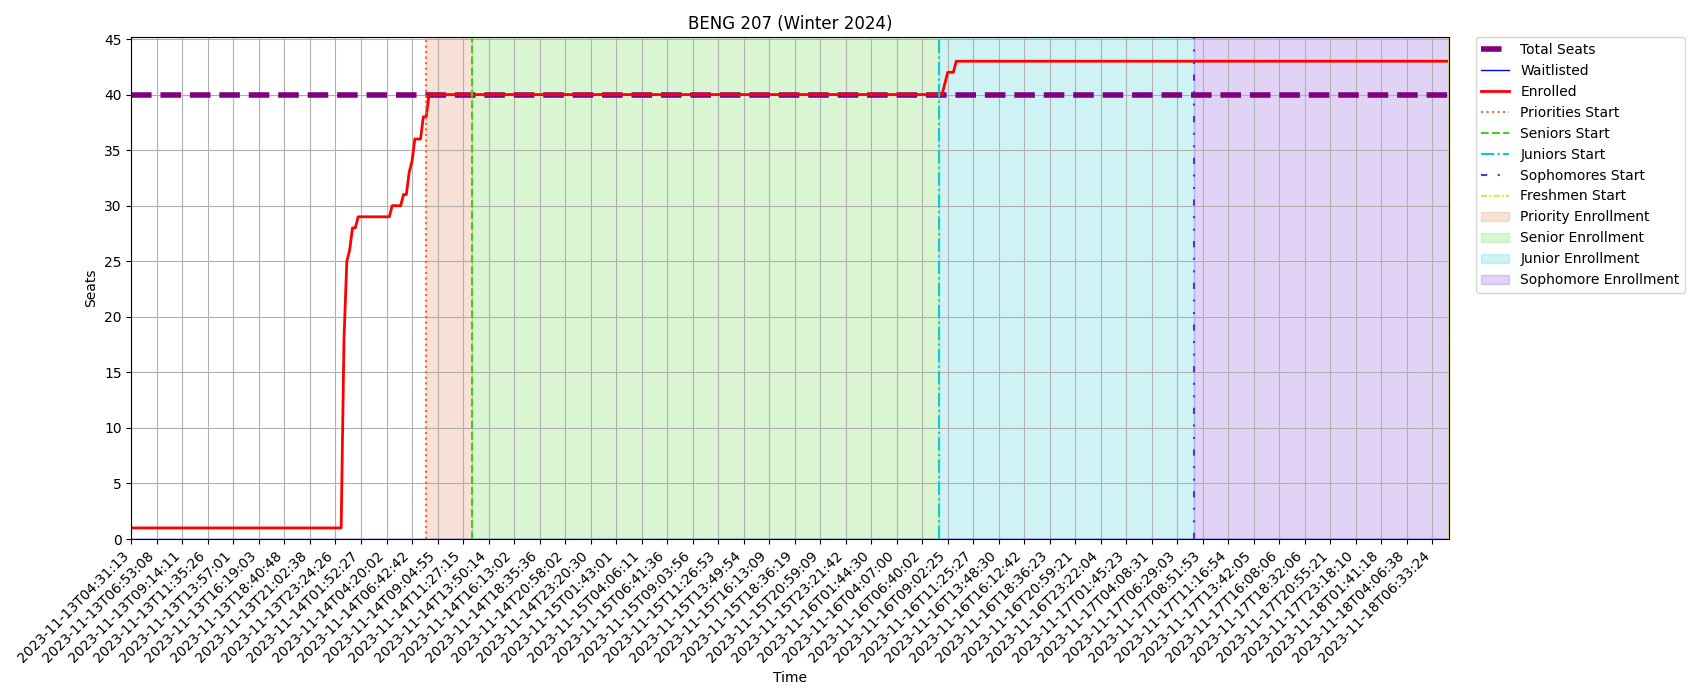 BENG 207 (Winter 2024)
45
40
35
30
25
20
15
10
5
0
Seats
2023-11-13T04:31:13
2023-11-13T06:53:08
2023-11-13T09:14:11
2023-11-13T11:35:26
2023-11-13T13:57:01
2023-11-13T16:19:03
2023-11-13T18:40:48
2023-11-13T21:02:38
2023-11-13T23:24:26
2023-11-14T01:52:27
2023-11-14T04:20:02
2023-11-14T06:42:42
2023-11-14T09:04:55
2023-11-14T11:27:15
2023-11-14T13:50:14
2023-11-14T16:13:02
2023-11-14T18:35:36
2023-11-14T20:58:02
2023-11-14T23:20:30
2023-11-15T01:43:01
2023-11-15T04:06:11
2023-11-15T06:41:36
2023-11-15T09:03:56
2023-11-15T11:26:53
2023-11-15T13:49:54
2023-11-15T16:13:09
2023-11-15T18:36:19
2023-11-15T20:59:09
2023-11-15T23:21:42
2023-11-16T01:44:30
2023-11-16T04:07:00
2023-11-16T06:40:02
2023-11-16T09:02:25
2023-11-16T11:25:27
2023-11-16T13:48:30
2023-11-16T16:12:42
2023-11-16T18:36:23
2023-11-16T20:59:21
2023-11-16T23:22:04
2023-11-17T01:45:23
2023-11-17T04:08:31
2023-11-17T06:29:03
2023-11-17T08:51:53
2023-11-17T11:16:54
2023-11-17T13:42:05
2023-11-17T16:08:06
2023-11-17T18:32:06
2023-11-17T20:55:21
2023-11-17T23:18:10
2023-11-18T01:41:18
2023-11-18T04:06:38
2023-11-18T06:33:24
Time
Total Seats
Waitlisted
Enrolled
Priorities Start
Seniors Start
Juniors Start
Sophomores Start
Freshmen Start
Priority Enrollment
Senior Enrollment
Junior Enrollment
Sophomore Enrollment